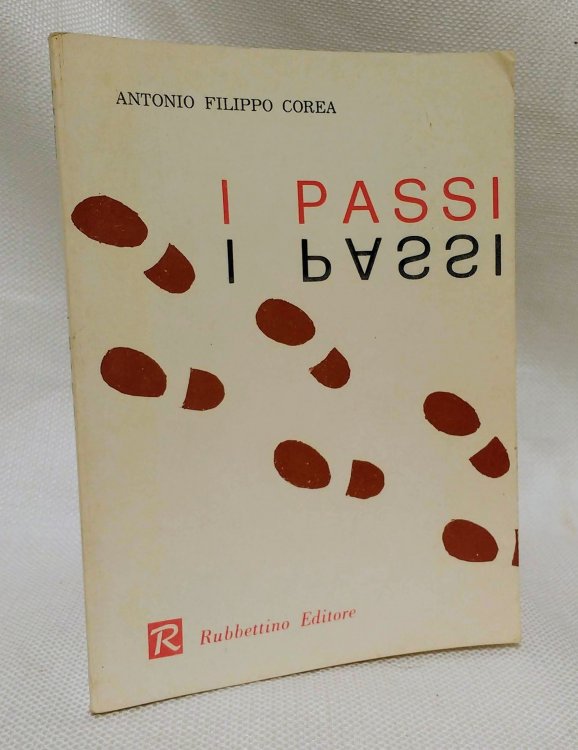 ANTONIO FILIPPO COREA
I PASSI
I PASSI
R Rubbettino Editore